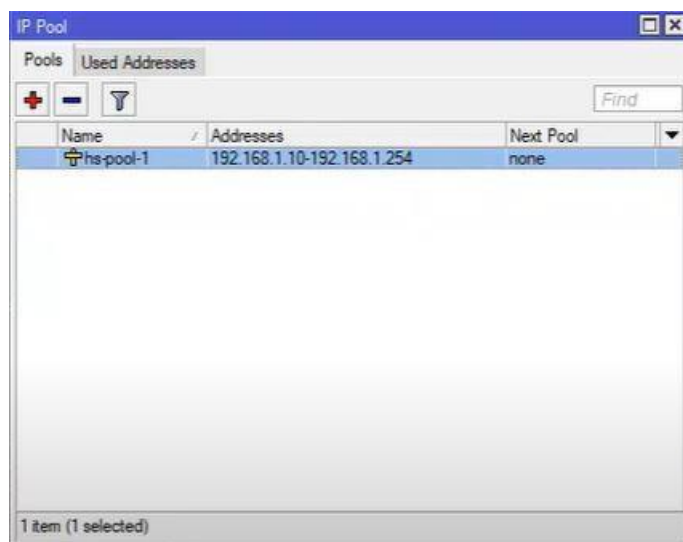 IP Pool
Pools Used Addresses
Find
Name Addresses Next Pool
hs-pool-1 192.168.1.10-192.168.1.254 none
1 item (1 selected)